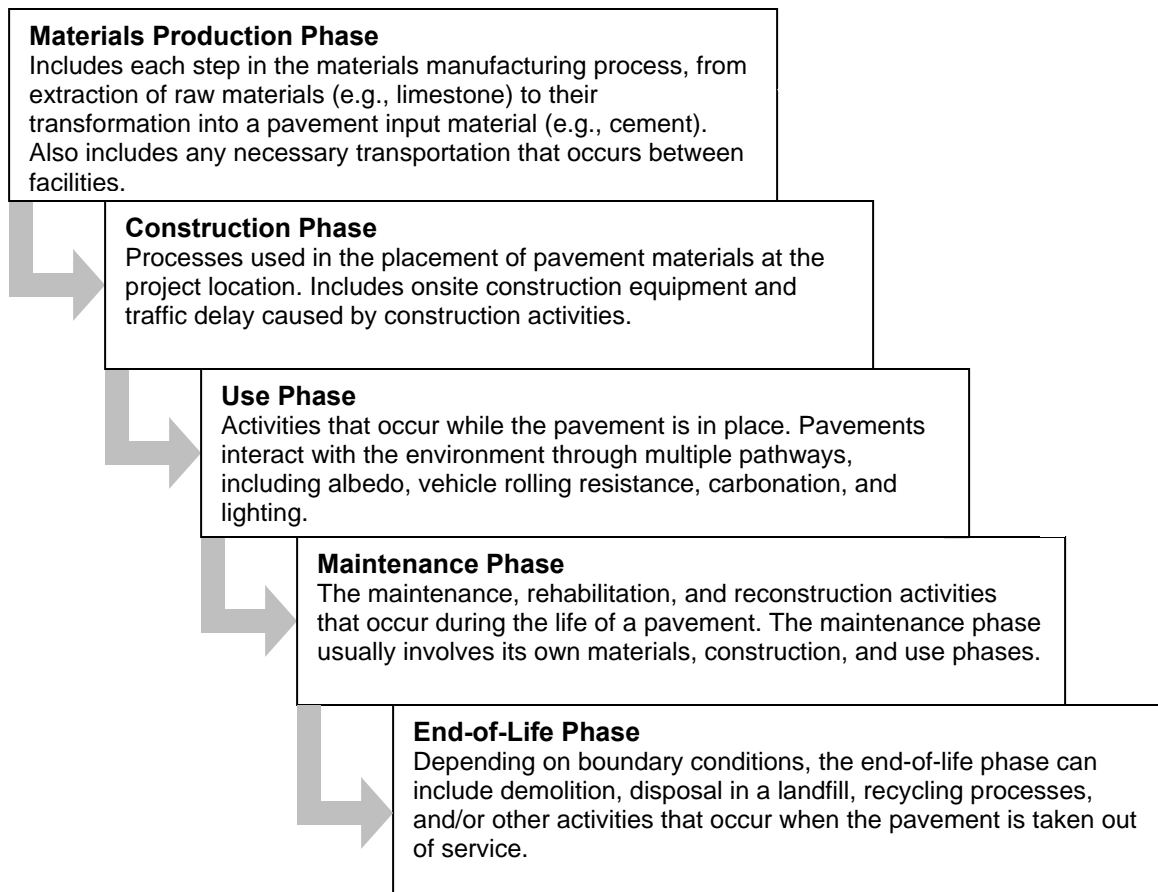 Materials Production Phase
Includes each step in the materials manufacturing process, from
extraction of raw materials (e.g., limestone) to their
transformation into a pavement input material (e.g., cement).
Also includes any necessary transportation that occurs between
facilities.
Construction Phase
Processes used in the placement of pavement materials at the
project location. Includes onsite construction equipment and
traffic delay caused by construction activities.
Use Phase
Activities that occur while the pavement is in place. Pavements
interact with the environment through multiple pathways,
including albedo, vehicle rolling resistance, carbonation, and
lighting.
Maintenance Phase
The maintenance, rehabilitation, and reconstruction activities
that occur during the life of a pavement. The maintenance phase
usually involves its own materials, construction, and use phases.
End-of-Life Phase
Depending on boundary conditions, the end-of-life phase can
include demolition, disposal in a landfill, recycling processes,
and/or other activities that occur when the pavement is taken out
of service.